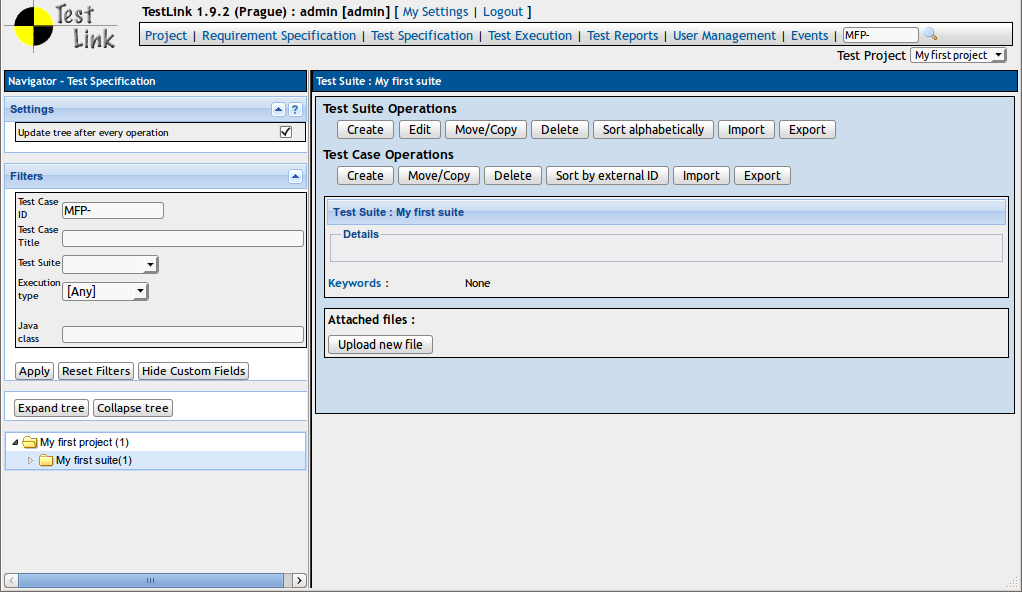 Test Link
TestLink 1.9.2 (Prague) : admin [admin] [ My Settings | Logout ]
Project | Requirement Specification | Test Specification | Test Execution | Test Reports | User Management | Events | MFP-
Test Project My first project
Navigator - Test Specification
Settings ?
Update tree after every operation
Filters
Test Case ID MFP-
Test Case Title
Test Suite
Execution type [Any]
Java class
Apply Reset Filters Hide Custom Fields
Expand tree Collapse tree
My first project (1)
My first suite(1)
Test Suite : My first suite
Test Suite Operations
Create Edit Move/Copy Delete Sort alphabetically Import Export
Test Case Operations
Create Move/Copy Delete Sort by external ID Import Export
Test Suite : My first suite
Details
Keywords : None
Attached files :
Upload new file